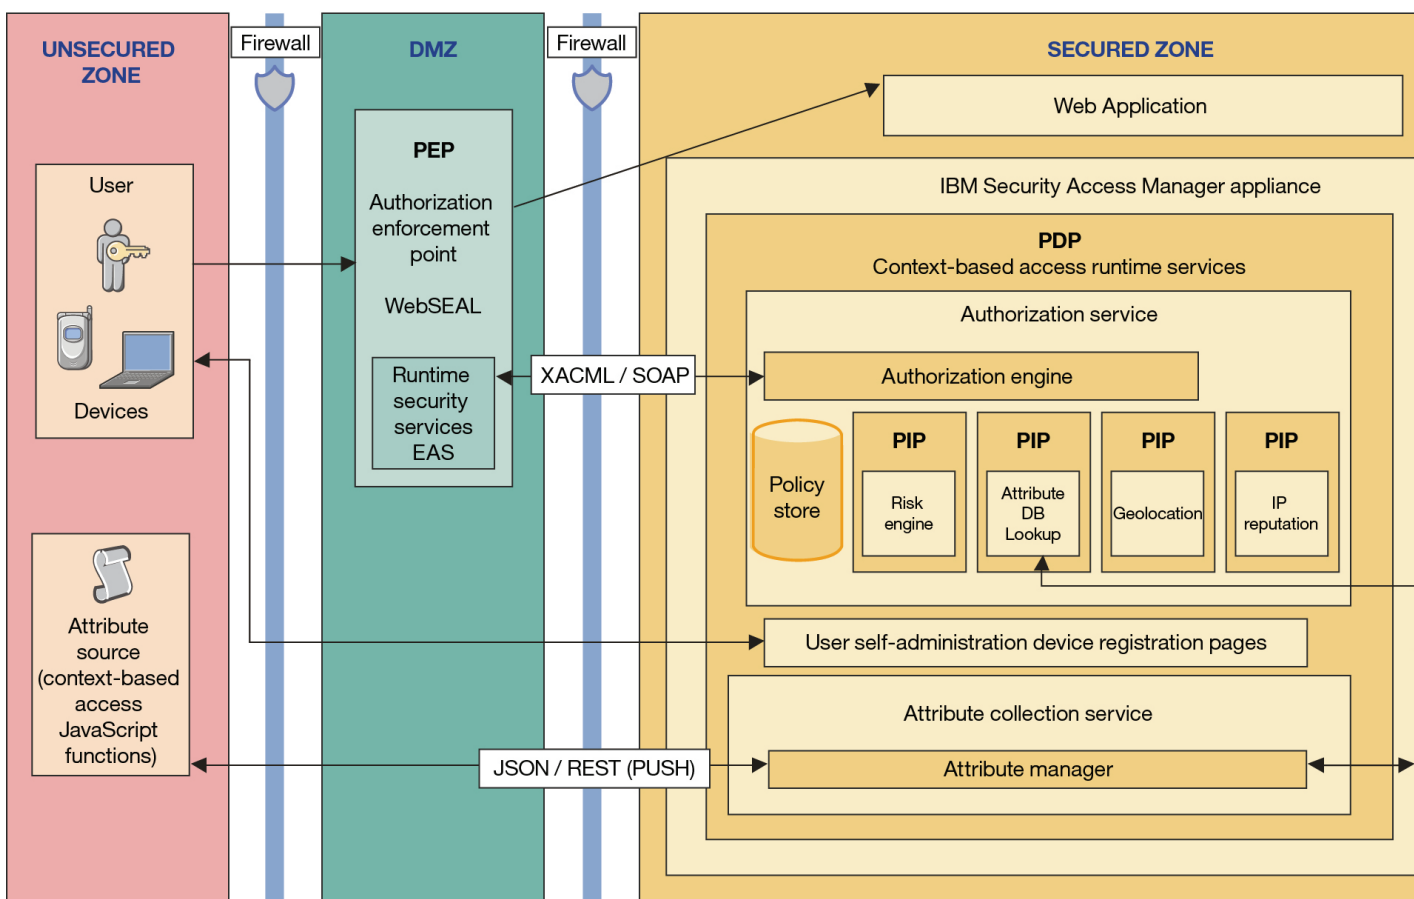 UNSECURED
ZONE
Firewall
DMZ
Firewall
SECURED ZONE
Web Application
User
Devices
PEP
Authorization
enforcement
point
WebSEAL
Runtime
security
services
EAS
XACML / SOAP
IBM Security Access Manager appliance
PDP
Context-based access runtime services
Authorization service
Authorization engine
Policy
store
PIP
Risk
engine
PIP
Attribute
DB
Lookup
PIP
Geolocation
PIP
IP
reputation
Attribute
source
(context-based
access
JavaScript
functions)
User self-administration device registration pages
Attribute collection service
JSON / REST (PUSH)
Attribute manager